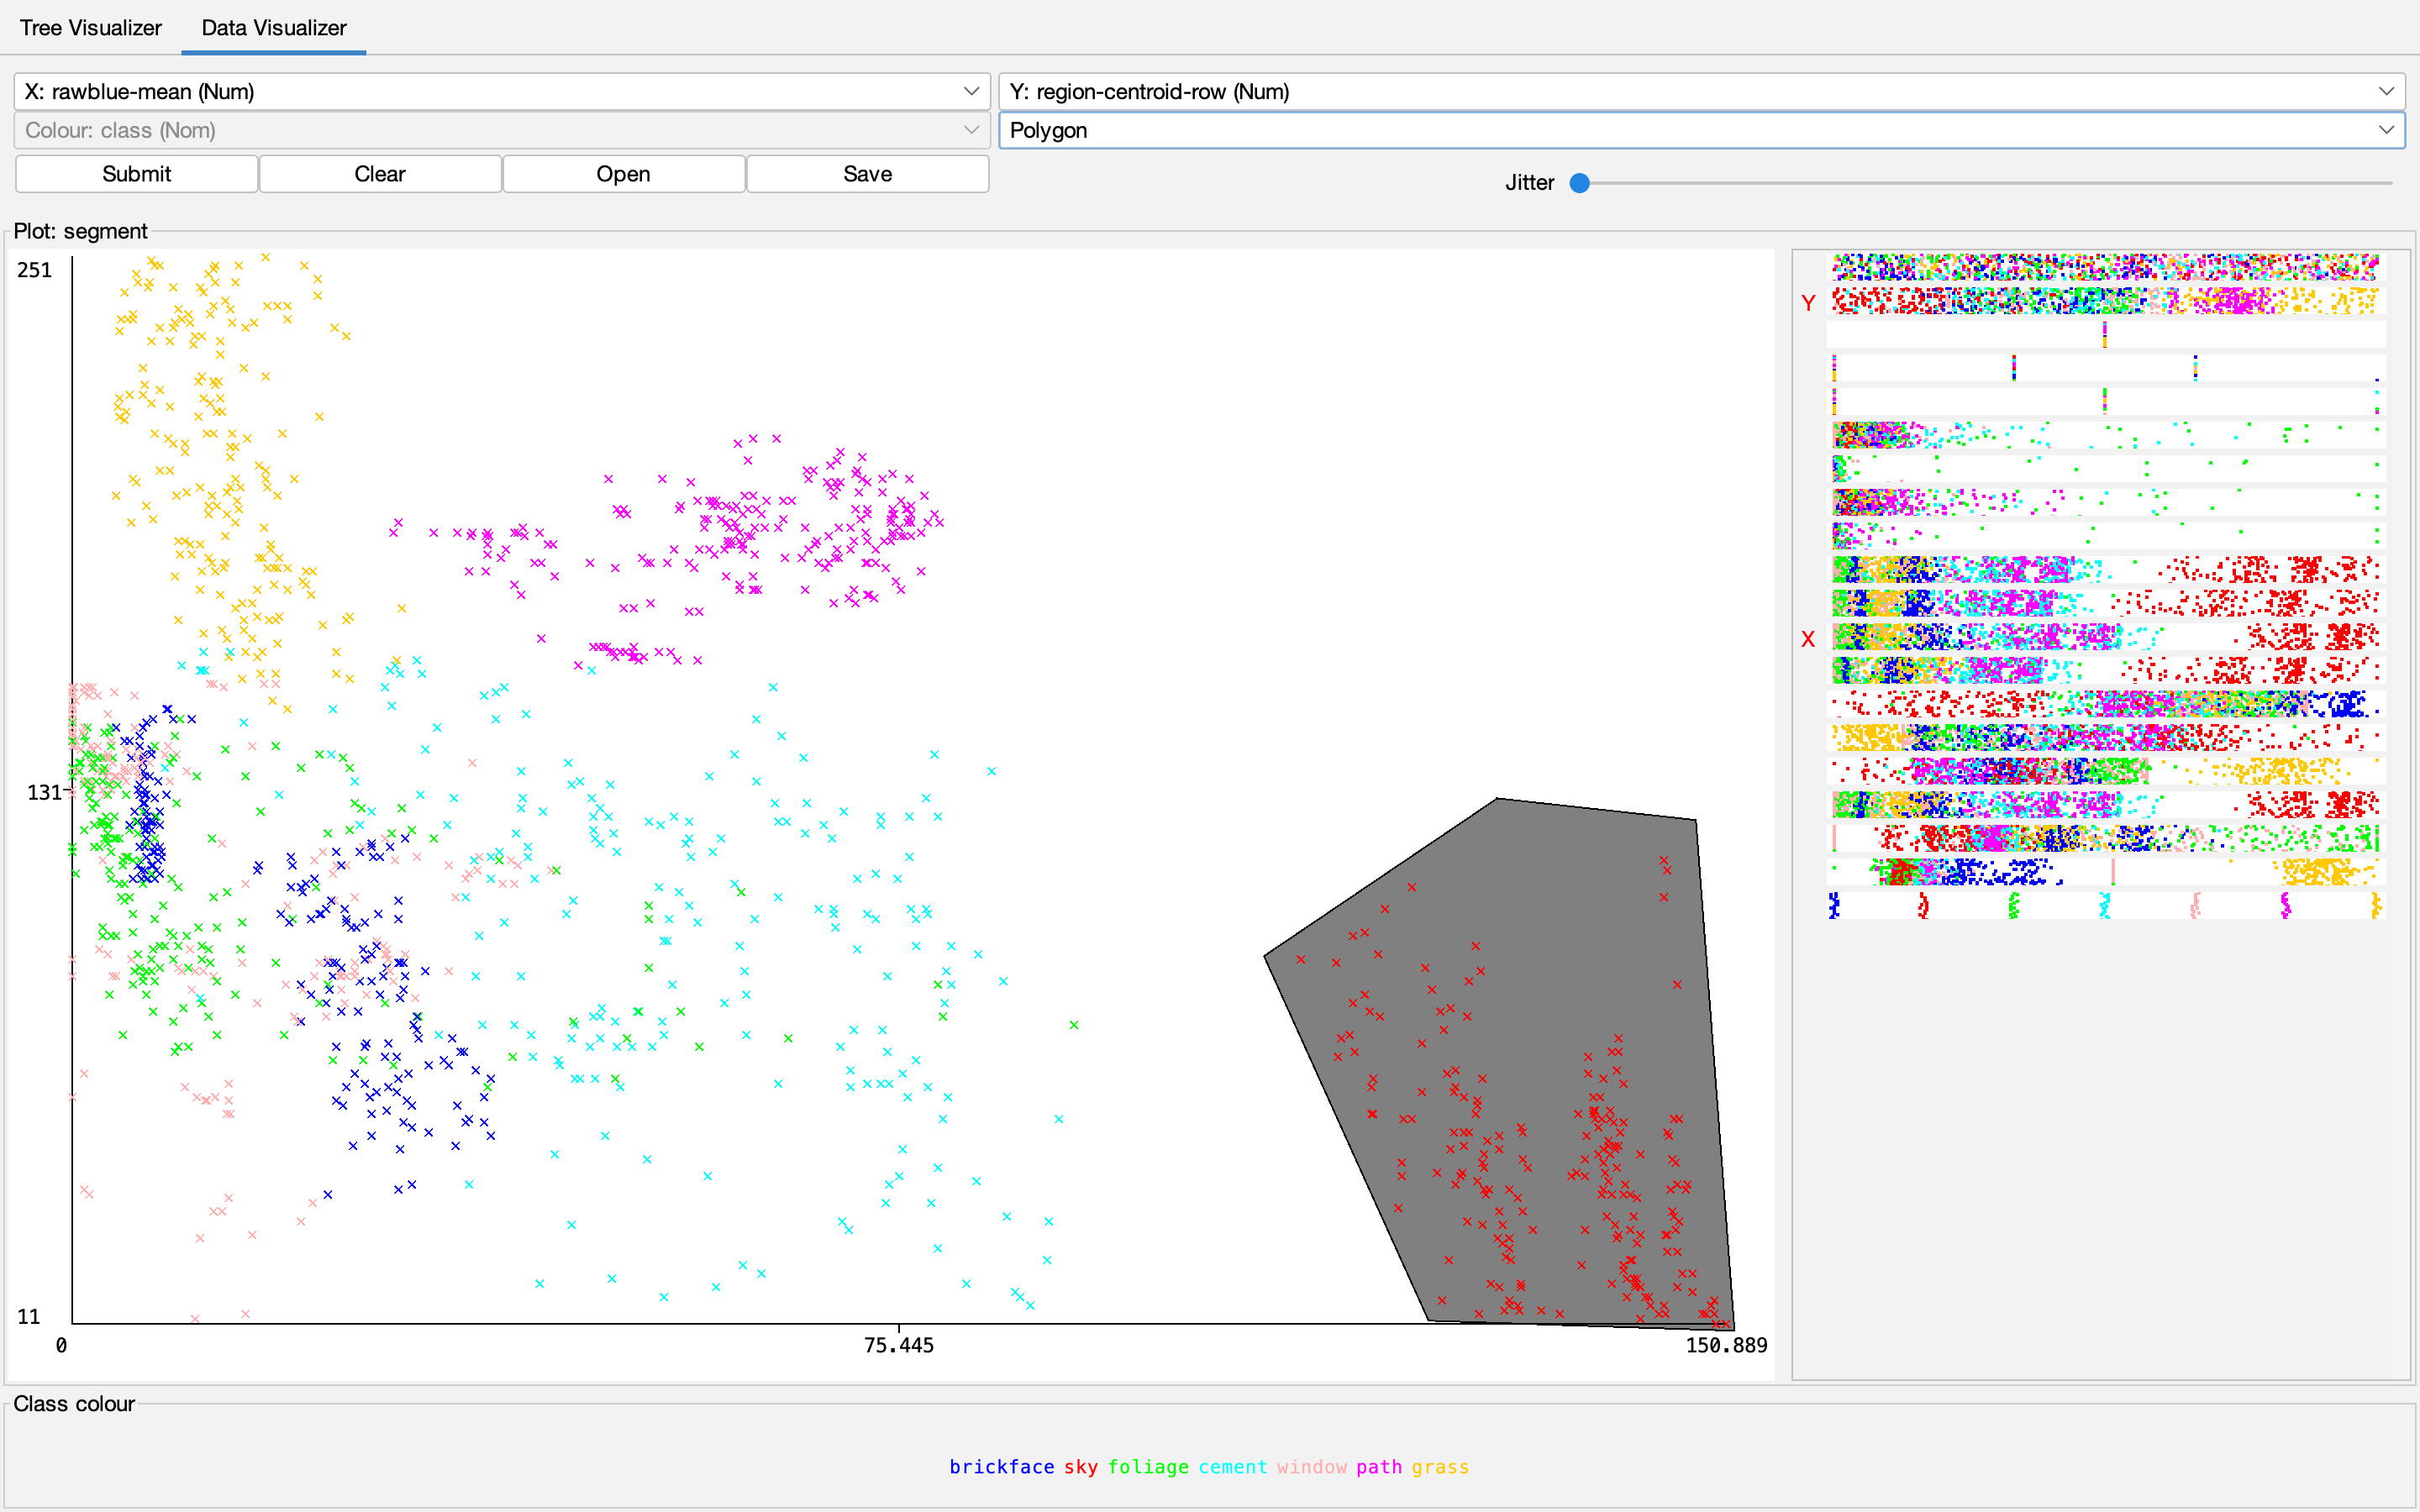 Tree Visualizer Data Visualizer
X: rawblue-mean (Num) Y: region-centroid-row (Num)
Colour: class (Nom) Polygon
Submit Clear Open Save Jitter
Plot: segment
251
Y
X
131
11
0 75.445 150.889
Class colour
brickface sky foliage cement window path grass